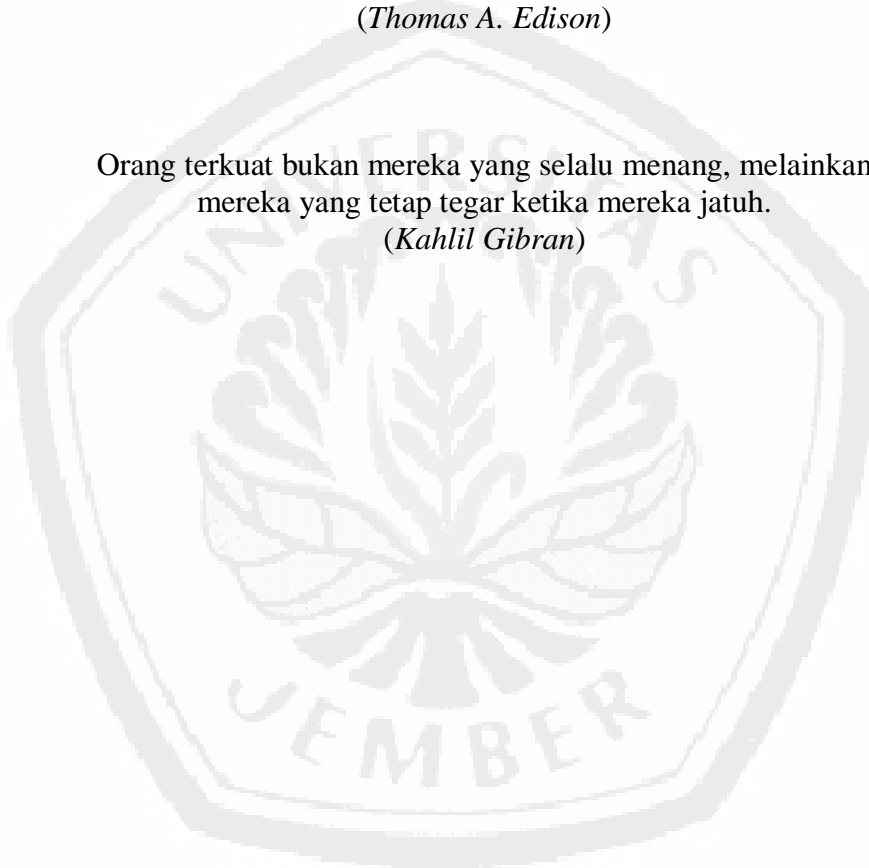 (Thomas A. Edison)
Orang terkuat bukan mereka yang selalu menang, melainkan
mereka yang tetap tegar ketika mereka jatuh.
(Kahlil Gibran)
UNIVERSITAS
JEMBER